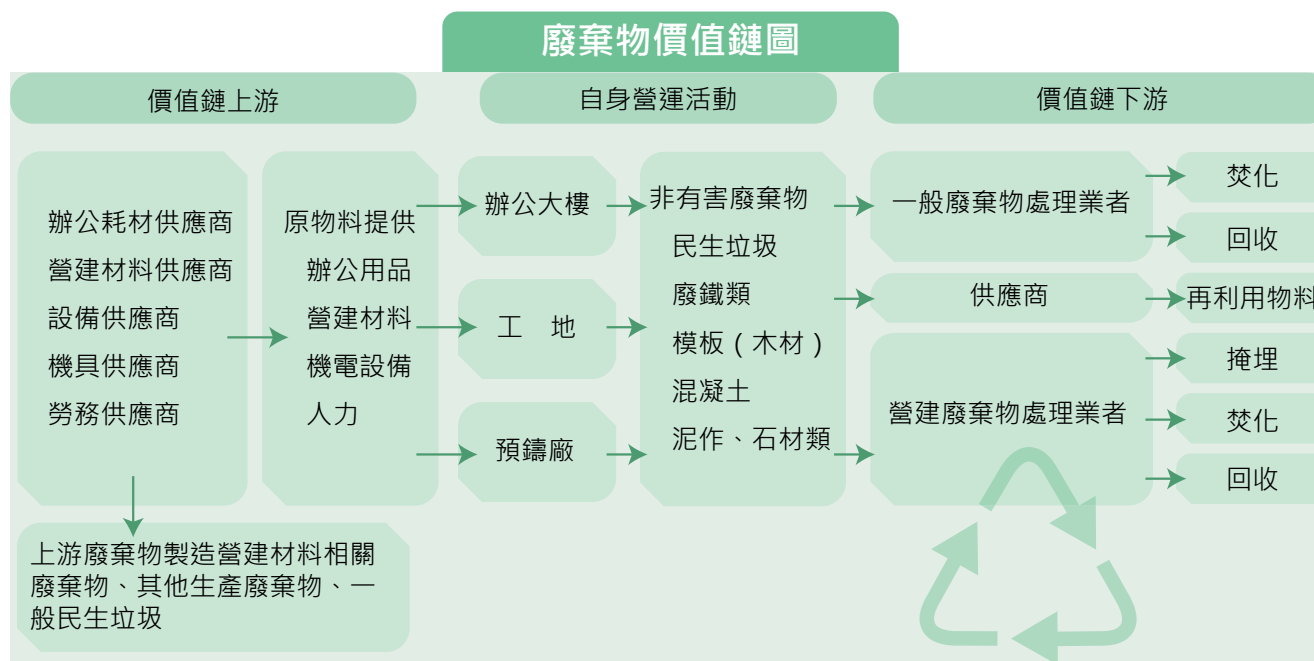 廢棄物價值鏈圖
價值鏈上游
自身營運活動
價值鏈下游
辦公耗材供應商
營建材料供應商
設備供應商
機具供應商
勞務供應商
上游廢棄物製造營建材料相關
廢棄物、其他生產廢棄物、一
般民生垃圾
原物料提供
辦公用品
營建材料
機電設備
人力
辦公大樓
工 地
預鑄廠
非有害廢棄物
民生垃圾
廢鐵類
模板（木材）
混凝土
泥作、石材類
一般廢棄物處理業者
焚化
回收
供應商
再利用物料
營建廢棄物處理業者
掩埋
焚化
回收